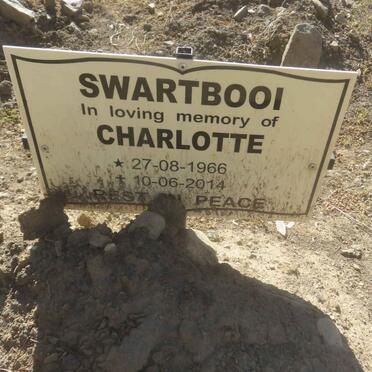 SWARTBOOI
In loving memory of
CHARLOTTE
★ 27-08-1966
✝ 10-06-2014
REST IN PEACE